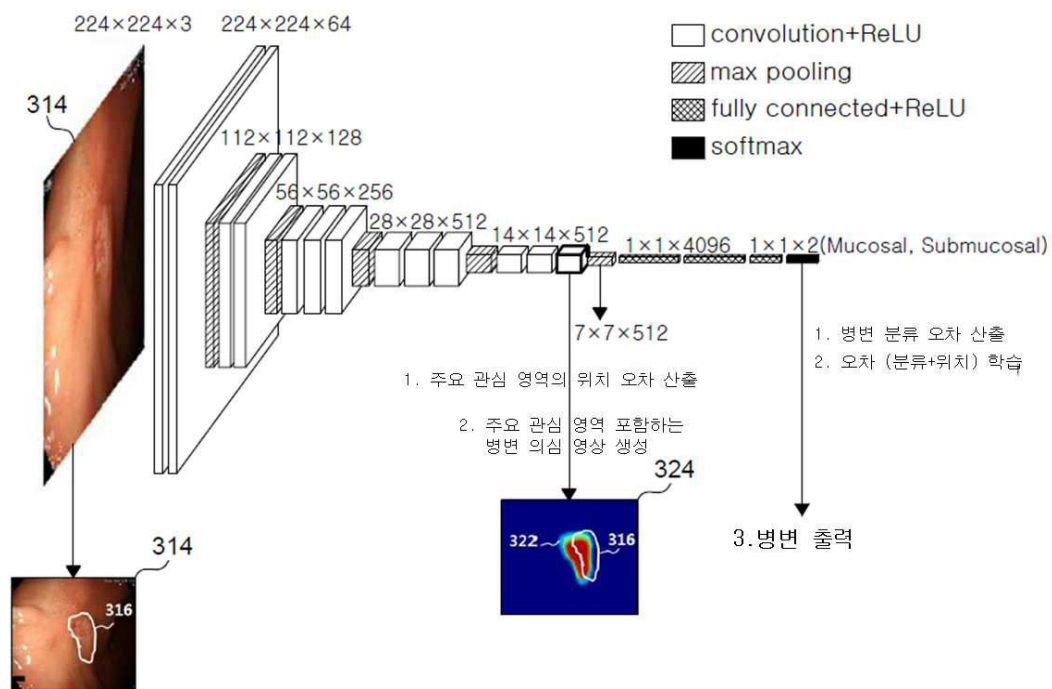 224×224×3
224×224×64
convolution+ReLU
max pooling
fully connected+ReLU
softmax
314
112×112×128
56×56×256
28×28×512
14×14×512
1×1×4096
1×1×2(Mucosal, Submucosal)
7×7×512
1. 병변 분류 오차 산출
2. 오차 (분류+위치) 학습
1. 주요 관심 영역의 위치 오차 산출
2. 주요 관심 영역 포함하는
병변 의심 영상 생성
324
322
316
3.병변 출력
314
316